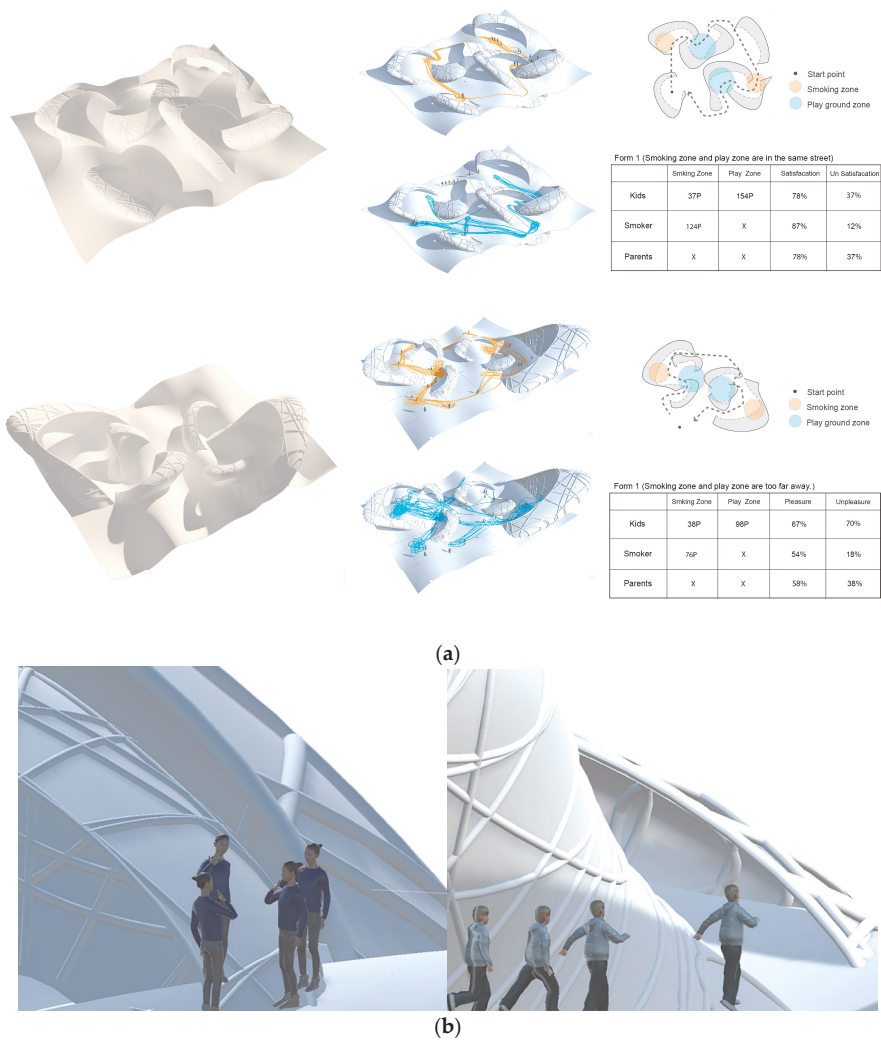 Start point
Smoking zone
Play ground zone
Form 1 (Smoking zone and play zone are in the same street)
Smking Zone Play Zone Satisfacation Un Satisfacation
Kids 37P 154P 78% 37%
Smoker 124P X 87% 12%
Parents X X 78% 37%
Start point
Smoking zone
Play ground zone
Form 1 (Smoking zone and play zone are too far away.)
Smking Zone Play Zone Pleasure Unpleasure
Kids 38P 98P 67% 70%
Smoker 76P X 54% 18%
Parents X X 58% 38%
(a)
(b)